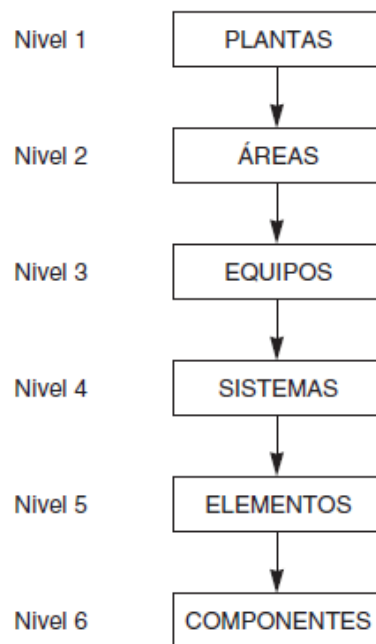 Nivel 1 PLANTAS
Nivel 2 ÁREAS
Nivel 3 EQUIPOS
Nivel 4 SISTEMAS
Nivel 5 ELEMENTOS
Nivel 6 COMPONENTES